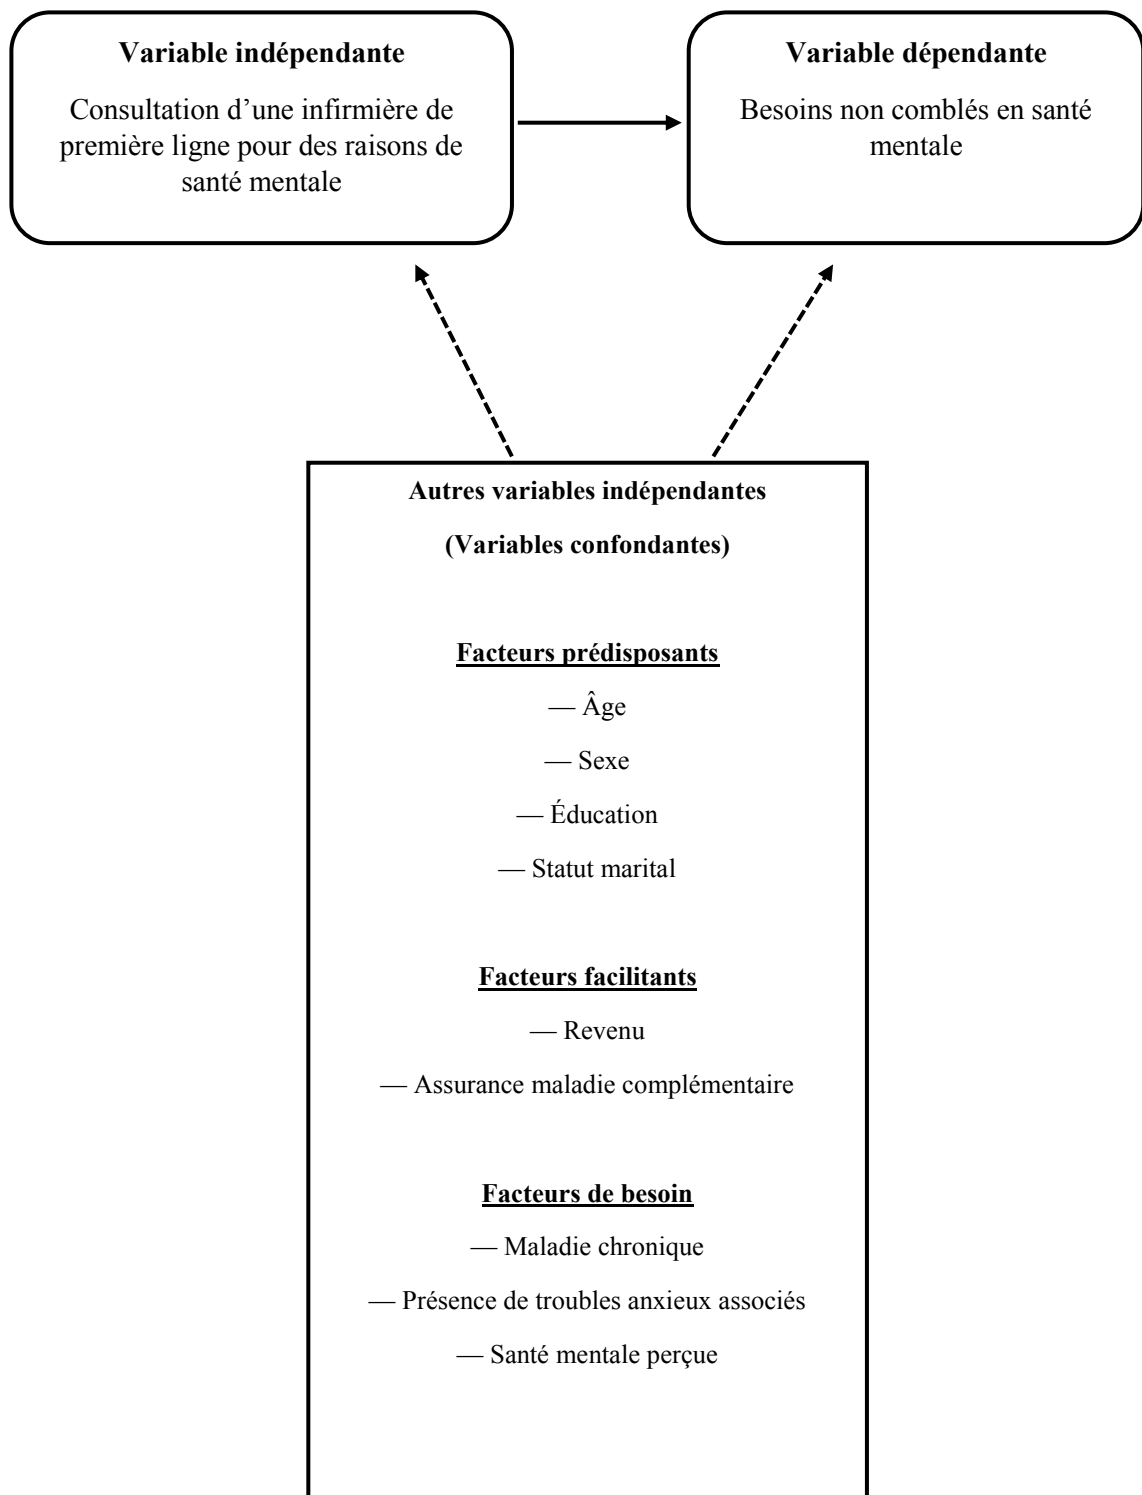 Variable indépendante
Consultation d’une infirmière de
première ligne pour des raisons de
santé mentale
Variable dépendante
Besoins non comblés en santé
mentale
Autres variables indépendantes
(Variables confondantes)
Facteurs prédisposants
— Âge
— Sexe
— Éducation
— Statut marital
Facteurs facilitants
— Revenu
— Assurance maladie complémentaire
Facteurs de besoin
— Maladie chronique
— Présence de troubles anxieux associés
— Santé mentale perçue